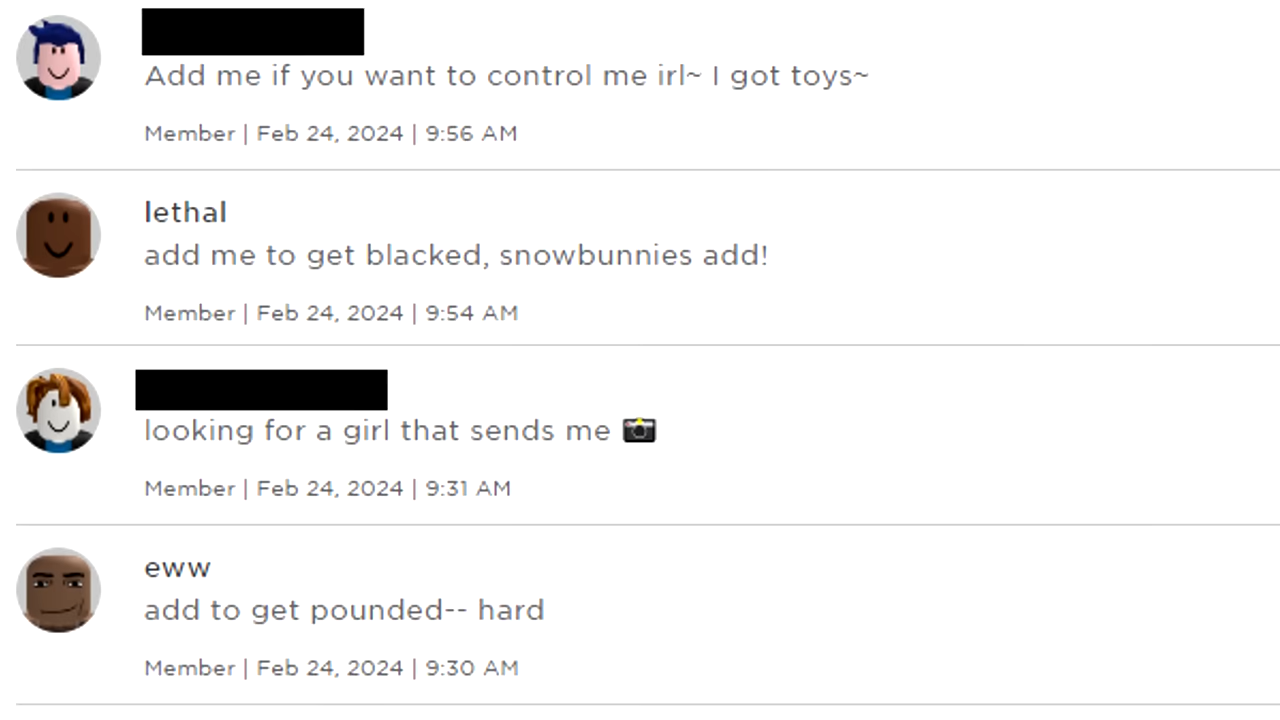 Add me if you want to control me irl~ I got toys~
Member | Feb 24, 2024 | 9:56 AM
lethal
add me to get blacked, snowbunnies add!
Member | Feb 24, 2024 | 9:54 AM
looking for a girl that sends me 📸
Member | Feb 24, 2024 | 9:31 AM
eww
add to get pounded-- hard
Member | Feb 24, 2024 | 9:30 AM